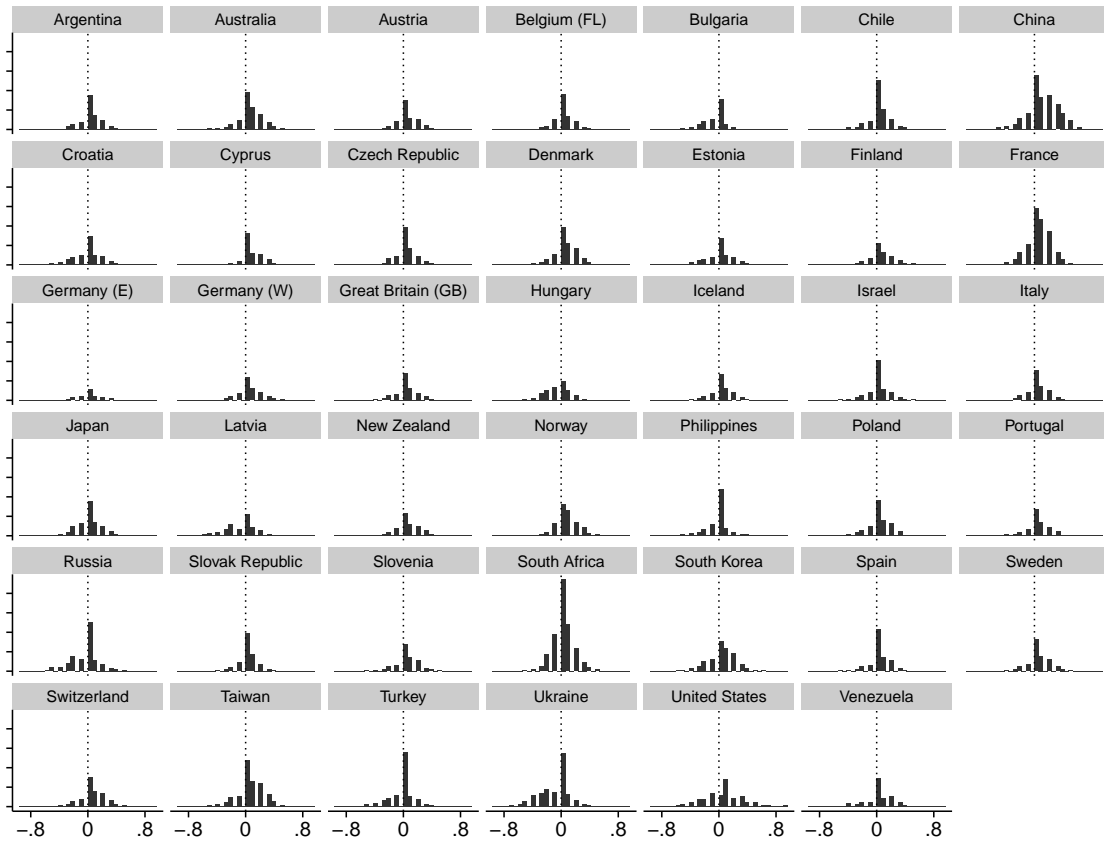 Argentina Australia Austria Belgium (FL) Bulgaria Chile China
Croatia Cyprus Czech Republic Denmark Estonia Finland France
Germany (E) Germany (W) Great Britain (GB) Hungary Iceland Israel Italy
Japan Latvia New Zealand Norway Philippines Poland Portugal
Russia Slovak Republic Slovenia South Africa South Korea Spain Sweden
Switzerland Taiwan Turkey Ukraine United States Venezuela
−.8 0 .8 −.8 0 .8 −.8 0 .8 −.8 0 .8 −.8 0 .8 −.8 0 .8